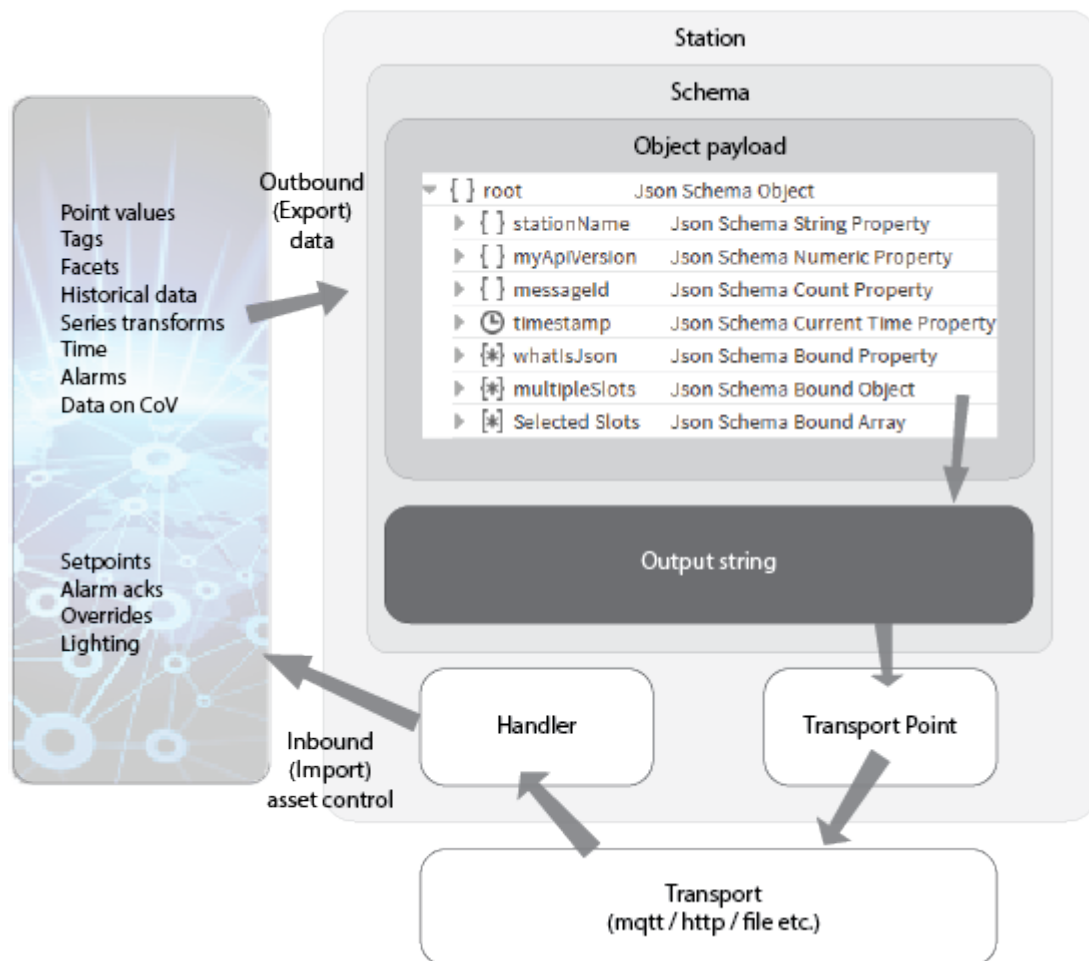 Station
Schema
Object payload
{ } root Json Schema Object
{ } stationName Json Schema String Property
{ } myApiVersion Json Schema Numeric Property
{ } messageId Json Schema Count Property
timestamp Json Schema Current Time Property
{*} whatIsJson Json Schema Bound Property
{*} multipleSlots Json Schema Bound Object
[*] Selected Slots Json Schema Bound Array
Output string
Outbound
(Export)
data
Point values
Tags
Facets
Historical data
Series transforms
Time
Alarms
Data on CoV
Setpoints
Alarm acks
Overrides
Lighting
Inbound
(Import)
asset control
Handler
Transport Point
Transport
(mqtt / http / file etc.)